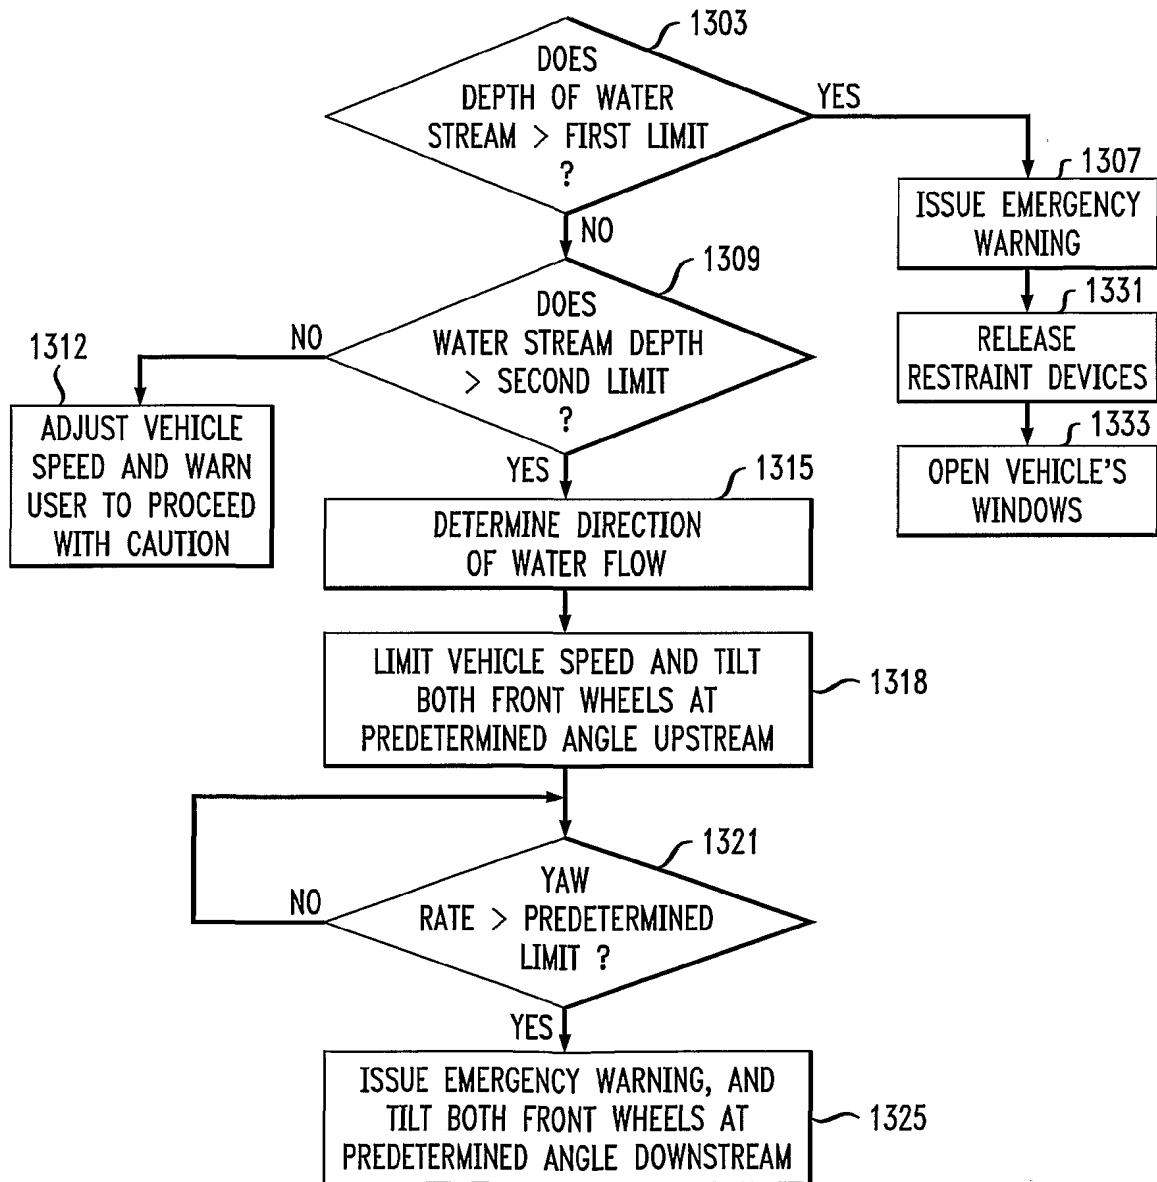 1303
DOES
DEPTH OF WATER
STREAM > FIRST LIMIT
?
YES
NO
1307
ISSUE EMERGENCY
WARNING
1331
RELEASE
RESTRAINT DEVICES
1333
OPEN VEHICLE'S
WINDOWS
1309
DOES
WATER STREAM DEPTH
> SECOND LIMIT
?
NO
YES
1312
ADJUST VEHICLE
SPEED AND WARN
USER TO PROCEED
WITH CAUTION
1315
DETERMINE DIRECTION
OF WATER FLOW
LIMIT VEHICLE SPEED AND TILT
BOTH FRONT WHEELS AT
PREDETERMINED ANGLE UPSTREAM
1318
1321
YAW
RATE > PREDETERMINED
LIMIT ?
NO
YES
ISSUE EMERGENCY WARNING, AND
TILT BOTH FRONT WHEELS AT
PREDETERMINED ANGLE DOWNSTREAM
1325